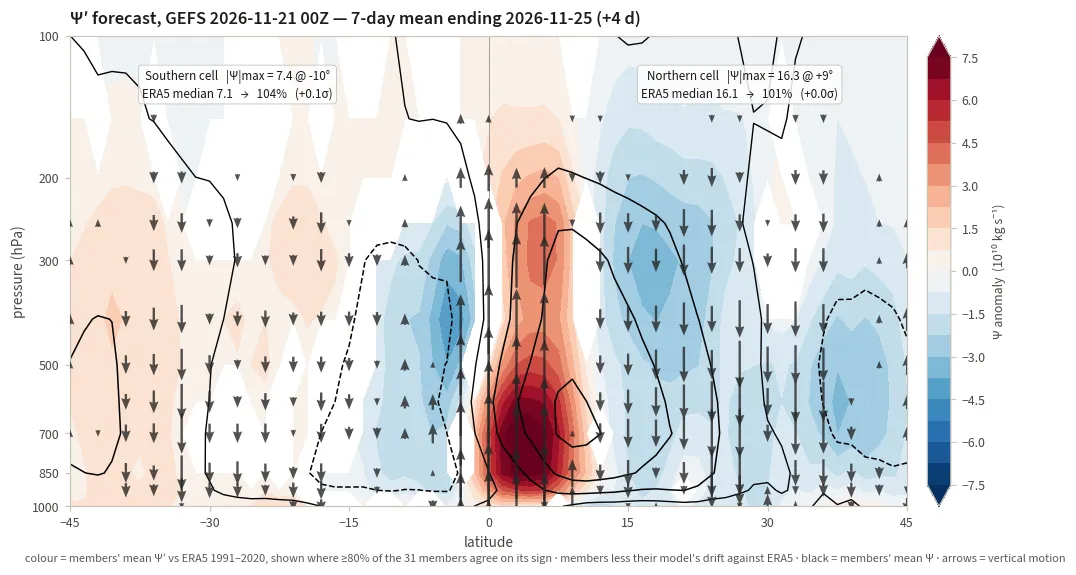 Ψ′ forecast, GEFS 2026-11-21 00Z — 7-day mean ending 2026-11-25 (+4 d)
100
200
300
400
500
700
850
1000
pressure (hPa)
Southern cell |Ψ|max = 7.4 @ -10°
ERA5 median 7.1 → 104% (+0.1σ)
Northern cell |Ψ|max = 16.3 @ +9°
ERA5 median 16.1 → 101% (+0.0σ)
−45
−30
−15
0
15
30
45
latitude
7.5
6.0
4.5
3.0
1.5
0.0
−1.5
−3.0
−4.5
−6.0
−7.5
Ψ anomaly (10¹⁰ kg s⁻¹)
colour = members' mean Ψ′ vs ERA5 1991–2020, shown where ≥80% of the 31 members agree on its sign · members less their model's drift against ERA5 · black = members' mean Ψ · arrows = vertical motion